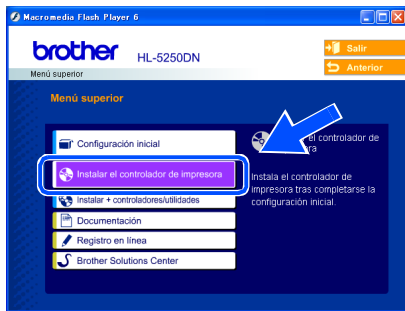 Macromedia Flash Player 6
brother HL-5250DN
Salir
Anterior
Menú superior
Menú superior
Configuración inicial
Instalar el controlador de impresora
Instalar + controladores/utilidades
Documentación
Registro en línea
Brother Solutions Center
el controlador de
Instala el controlador de
impresora tras completarse la
configuración inicial.